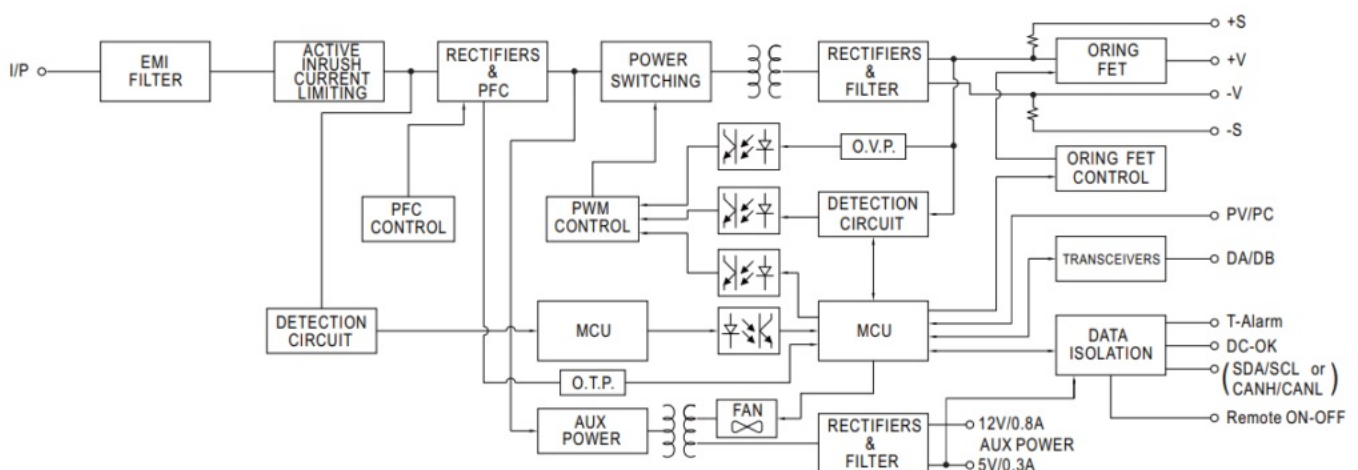 +S
I/P
EMI
FILTER
ACTIVE
INRUSH
CURRENT
LIMITING
RECTIFIERS
&
PFC
POWER
SWITCHING
RECTIFIERS
&
FILTER
ORING
FET
+V
-V
-S
O.V.P.
ORING FET
CONTROL
PFC
CONTROL
PWM
CONTROL
DETECTION
CIRCUIT
PV/PC
TRANSCEIVERS
DA/DB
DETECTION
CIRCUIT
MCU
MCU
DATA
ISOLATION
T-Alarm
DC-OK
(SDA/SCL or
CANH/CANL)
Remote ON-OFF
O.T.P.
AUX
POWER
FAN
RECTIFIERS
&
FILTER
12V/0.8A
AUX POWER
5V/0.3A